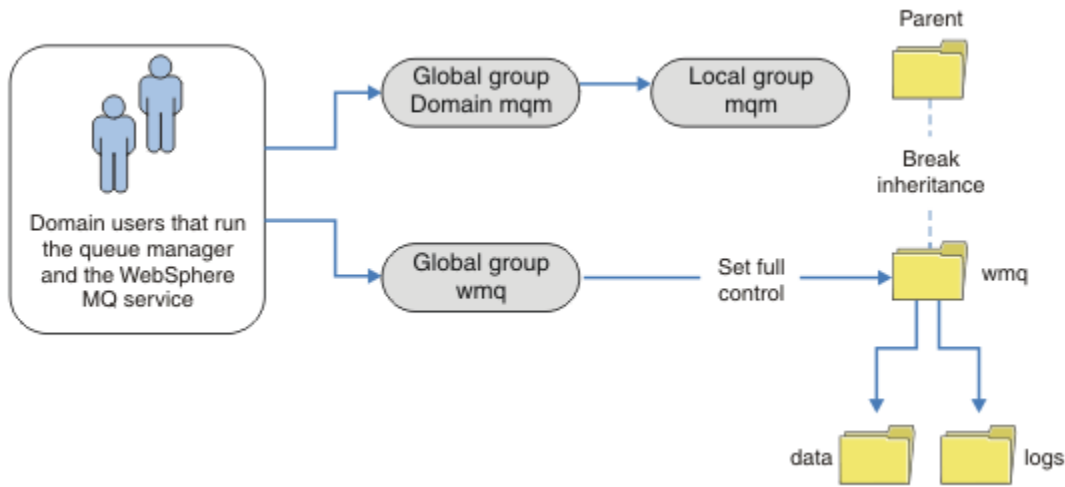 Parent
Global group
Domain mqm
Local group
mqm
Break
inheritance
Domain users that run
the queue manager
and the WebSphere
MQ service
Global group
wmq
Set full
control
wmq
data
logs